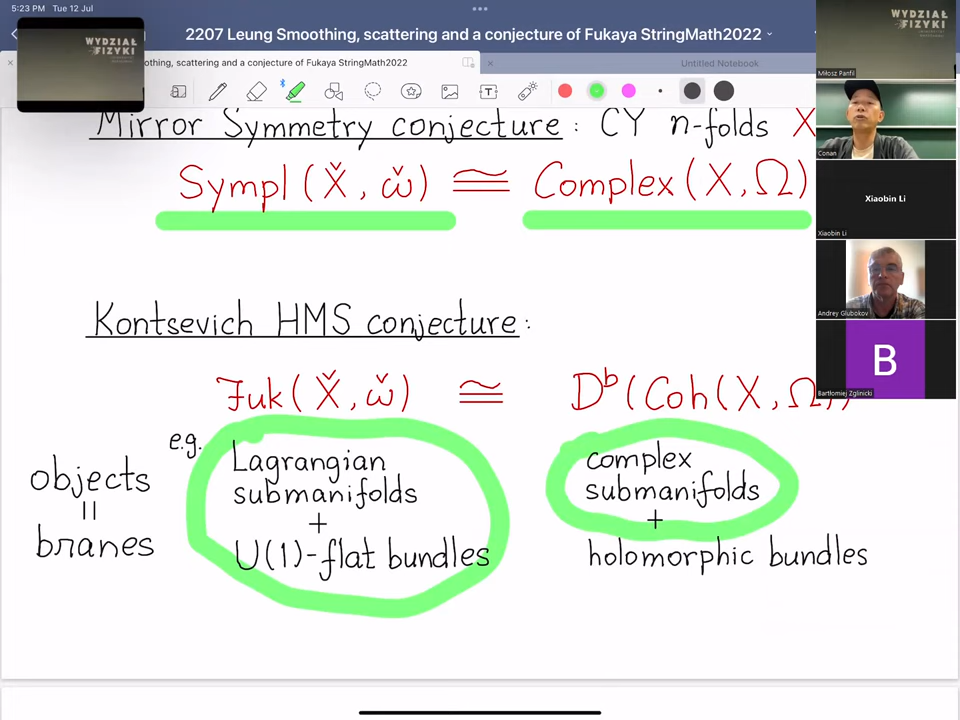 5:23 PM Tue 12 Jul
2207 Leung Smoothing, scattering and a conjecture of Fukaya StringMath2022
othing, scattering and a conjecture of Fukaya StringMath2022
Untitled Notebook
WYDZIAŁ
FIZYKI
WYDZIAŁ
FIZYKI
Miłosz Panfil
Conan
Xiaobin Li
Xiaobin Li
Andrey Glubokov
B
Bartłomiej Zglinicki
Mirror Symmetry conjecture: CY n-folds X
Sympl(X̌, ω̌) ≅ Complex(X, Ω)
Kontsevich HMS conjecture:
Fuk(X̌, ω̌) ≅ Dᵇ(Coh(X, Ω))
e.g.
objects
=
branes
Lagrangian
submanifolds
+
U(1)-flat bundles
complex
submanifolds
+
holomorphic bundles